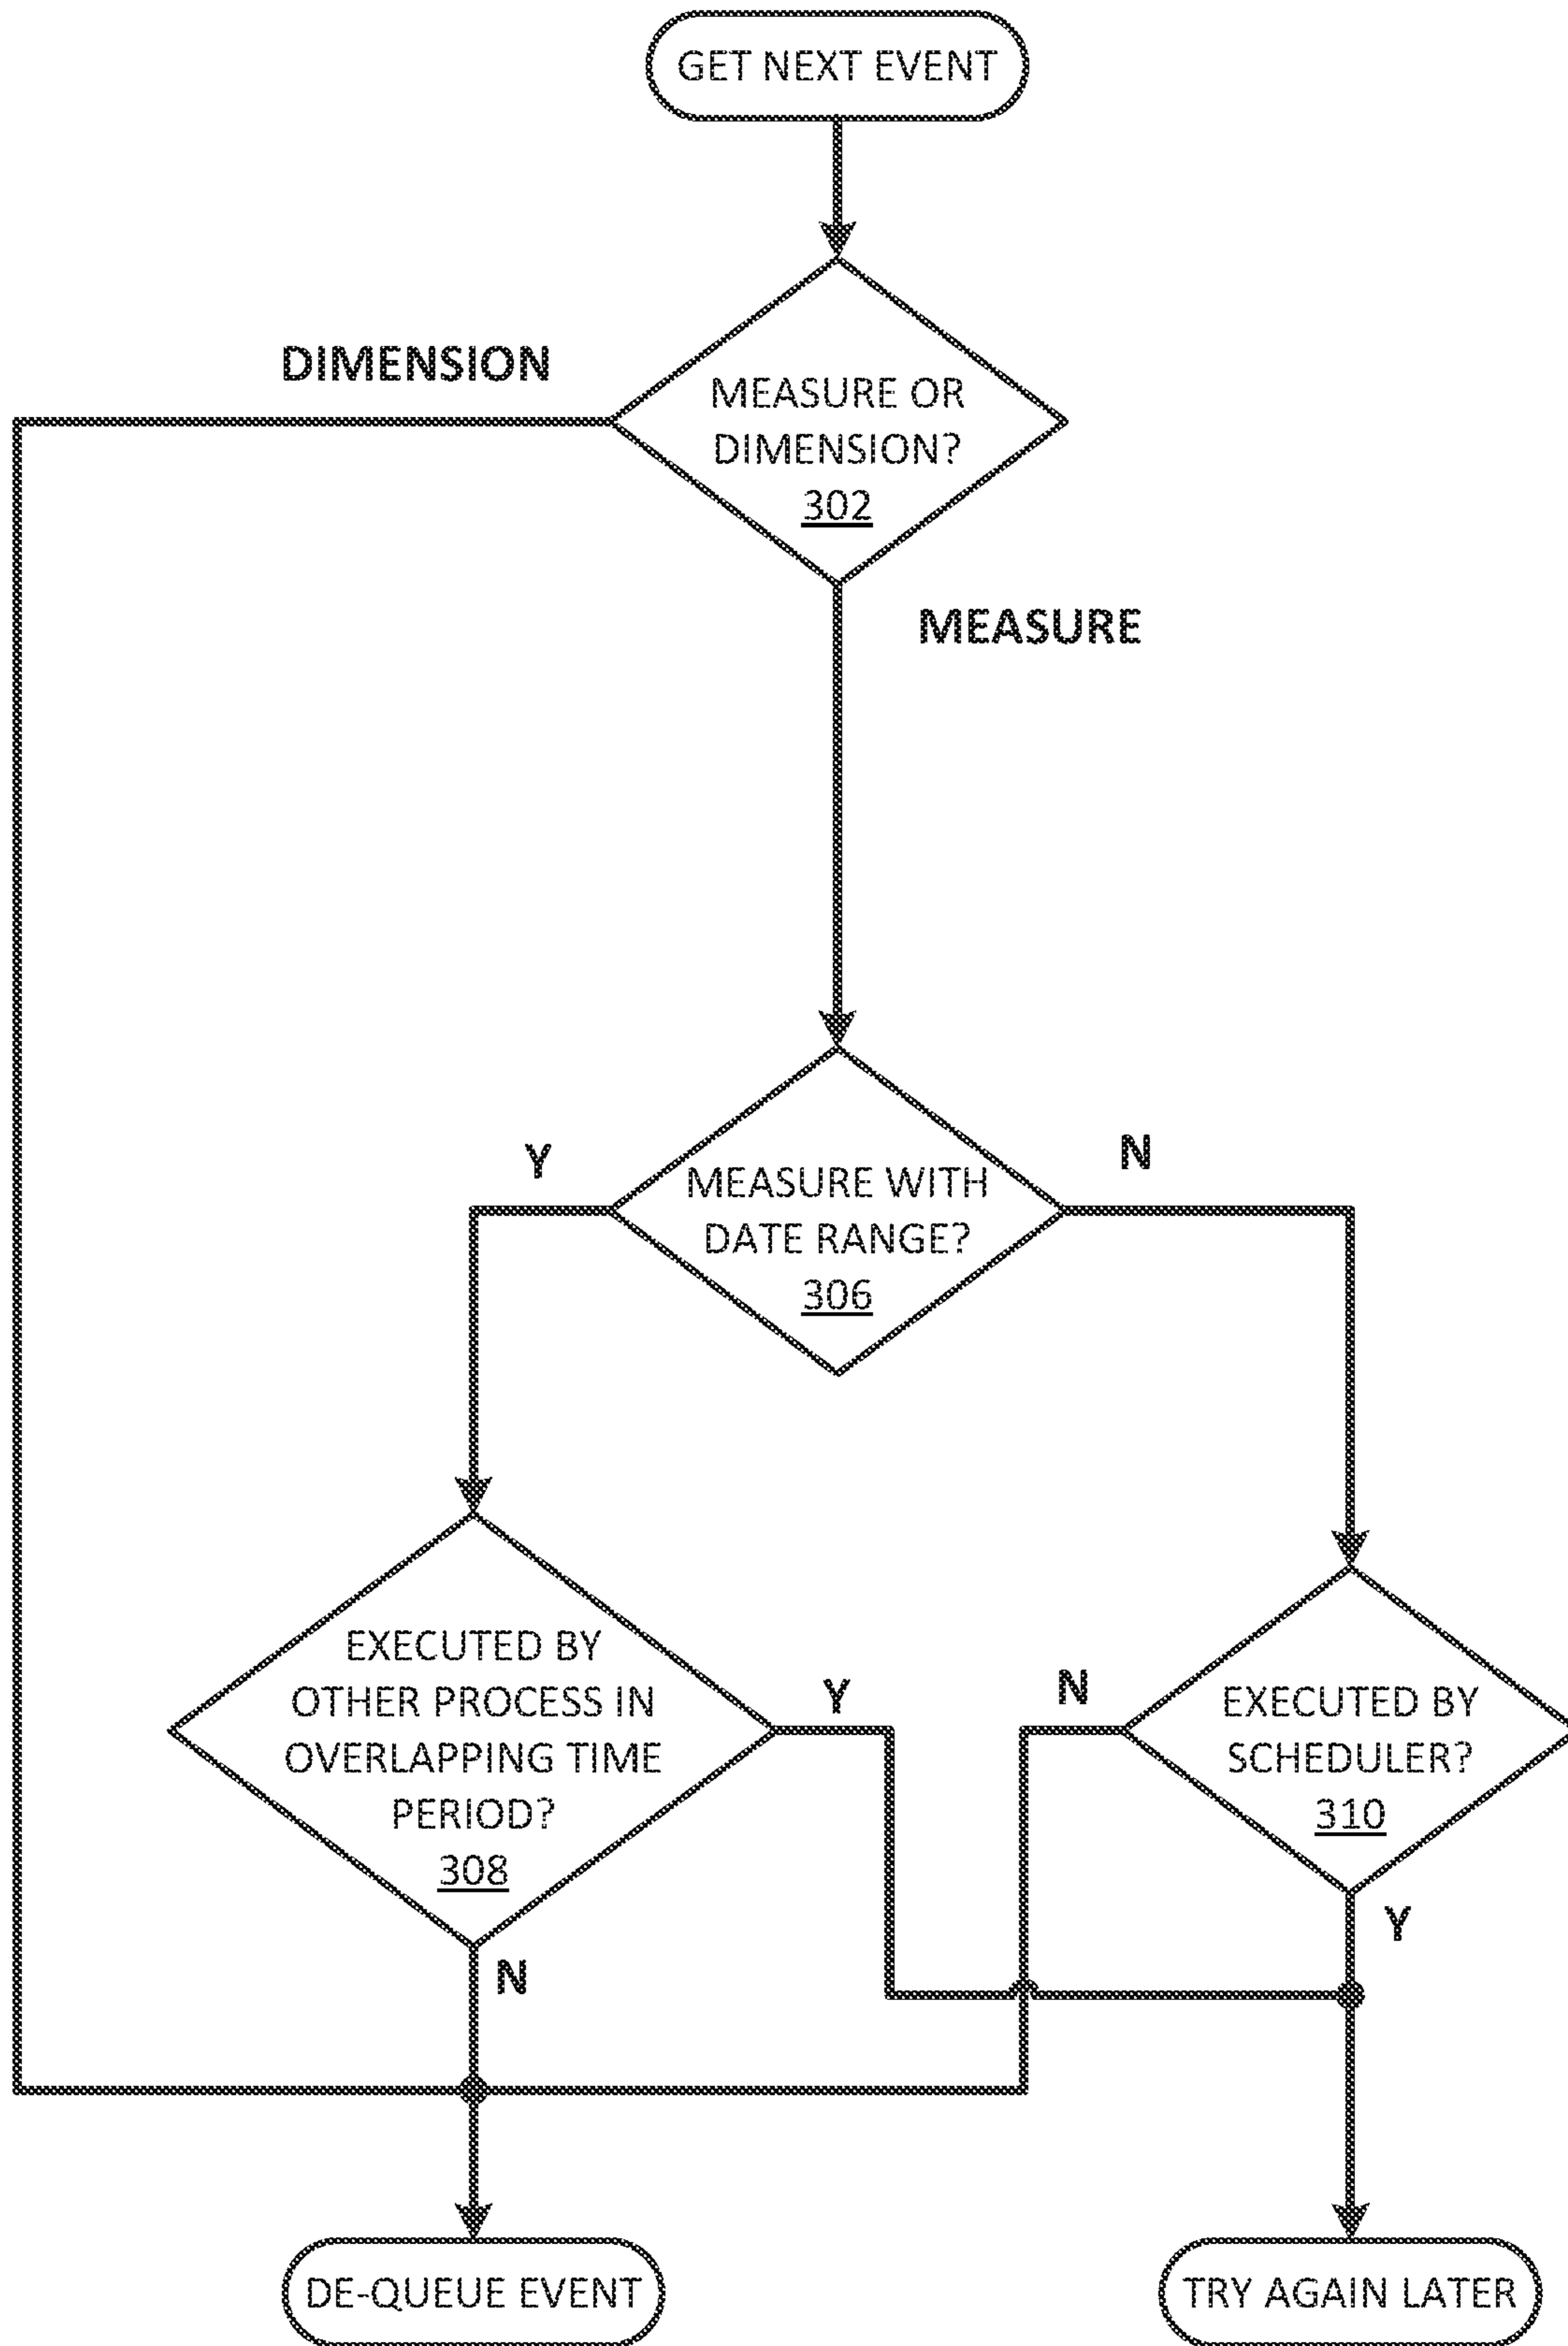 GET NEXT EVENT
DIMENSION
MEASURE OR
DIMENSION?
302
MEASURE
Y
N
MEASURE WITH
DATE RANGE?
306
EXECUTED BY
OTHER PROCESS IN
OVERLAPPING TIME
PERIOD?
308
Y
N
N
EXECUTED BY
SCHEDULER?
310
Y
DE-QUEUE EVENT
TRY AGAIN LATER